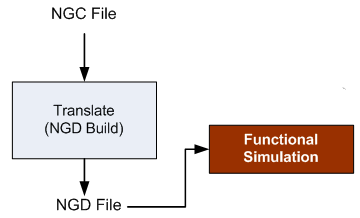 NGC File
Translate
(NGD Build)
Functional
Simulation
NGD File